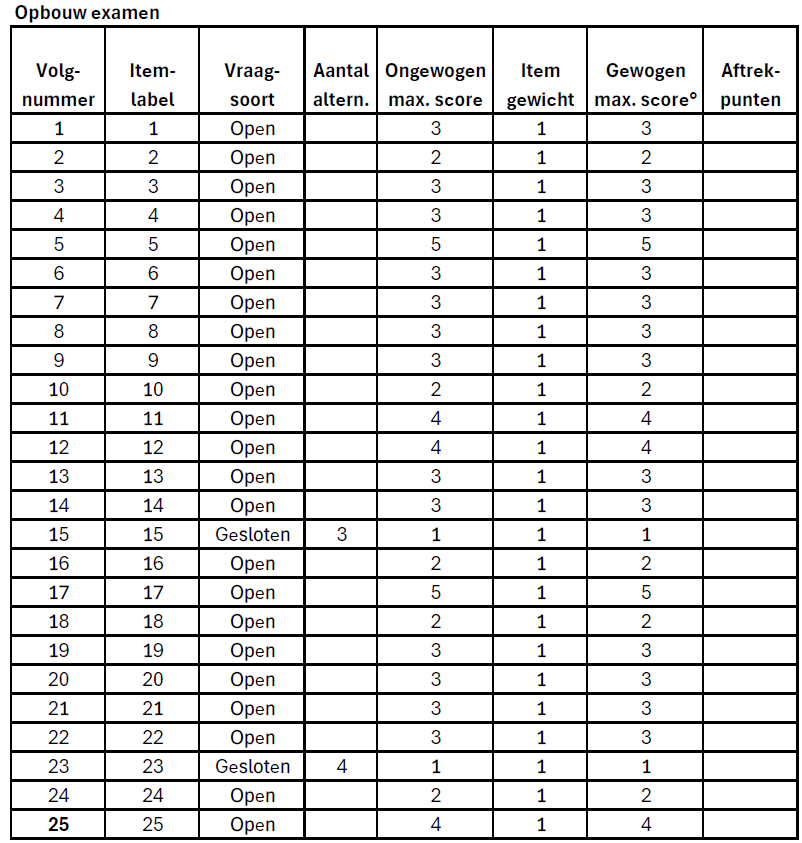 Opbouw examen
Volg- Item- Vraag- Aantal Ongewogen Item Gewogen Aftrek-
nummer label soort altern. max. score gewicht max. score° punten
1 1 Open 3 1 3
2 2 Open 2 1 2
3 3 Open 3 1 3
4 4 Open 3 1 3
5 5 Open 5 1 5
6 6 Open 3 1 3
7 7 Open 3 1 3
8 8 Open 3 1 3
9 9 Open 3 1 3
10 10 Open 2 1 2
11 11 Open 4 1 4
12 12 Open 4 1 4
13 13 Open 3 1 3
14 14 Open 3 1 3
15 15 Gesloten 3 1 1 1
16 16 Open 2 1 2
17 17 Open 5 1 5
18 18 Open 2 1 2
19 19 Open 3 1 3
20 20 Open 3 1 3
21 21 Open 3 1 3
22 22 Open 3 1 3
23 23 Gesloten 4 1 1 1
24 24 Open 2 1 2
25 25 Open 4 1 4